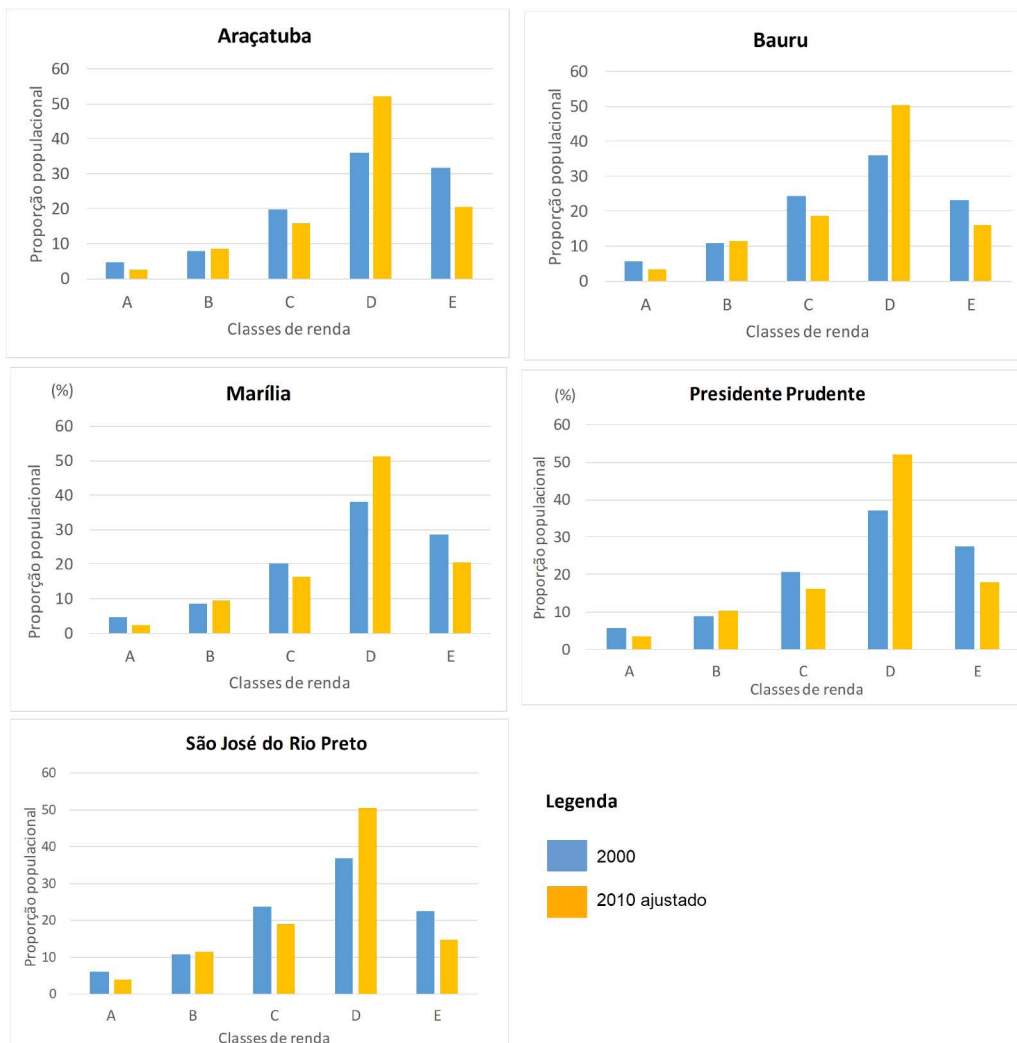 Araçatuba
Proporção populacional
60
50
40
30
20
10
0
A B C D E
Classes de renda
Bauru
Proporção populacional
60
50
40
30
20
10
0
A B C D E
Classes de renda
(%)
Marília
Proporção populacional
60
50
40
30
20
10
0
A B C D E
Classes de renda
(%)
Presidente Prudente
Proporção populacional
60
50
40
30
20
10
0
A B C D E
Classes de renda
São José do Rio Preto
Proporção populacional
60
50
40
30
20
10
0
A B C D E
Classes de renda
Legenda
2000
2010 ajustado